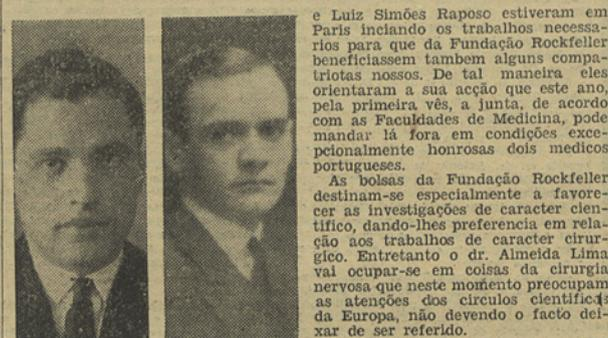 e Luiz Simões Raposo estiveram em
Paris inciando os trabalhos necessa-
rios para que da Fundação Rockfeller
beneficiassem tambem alguns compa-
triotas nossos. De tal maneira eles
orientaram a sua acção que este ano,
pela primeira vês, a junta, de acordo
com as Faculdades de Medicina, pode
mandar lá fora em condições exce-
pcionalmente honrosas dois medicos
portugueses.
As bolsas da Fundação Rockfeller
destinam-se especialmente a favore-
cer as investigações de caracter cien-
tifico, dando-lhes preferencia em rela-
ção aos trabalhos de caracter cirur-
gico. Entretanto o dr. Almeida Lima
vai ocupar-se em coisas da cirurgia
nervosa que neste momento preocupam
as atenções dos circulos cientificos
da Europa, não devendo o facto dei-
xar de ser referido.